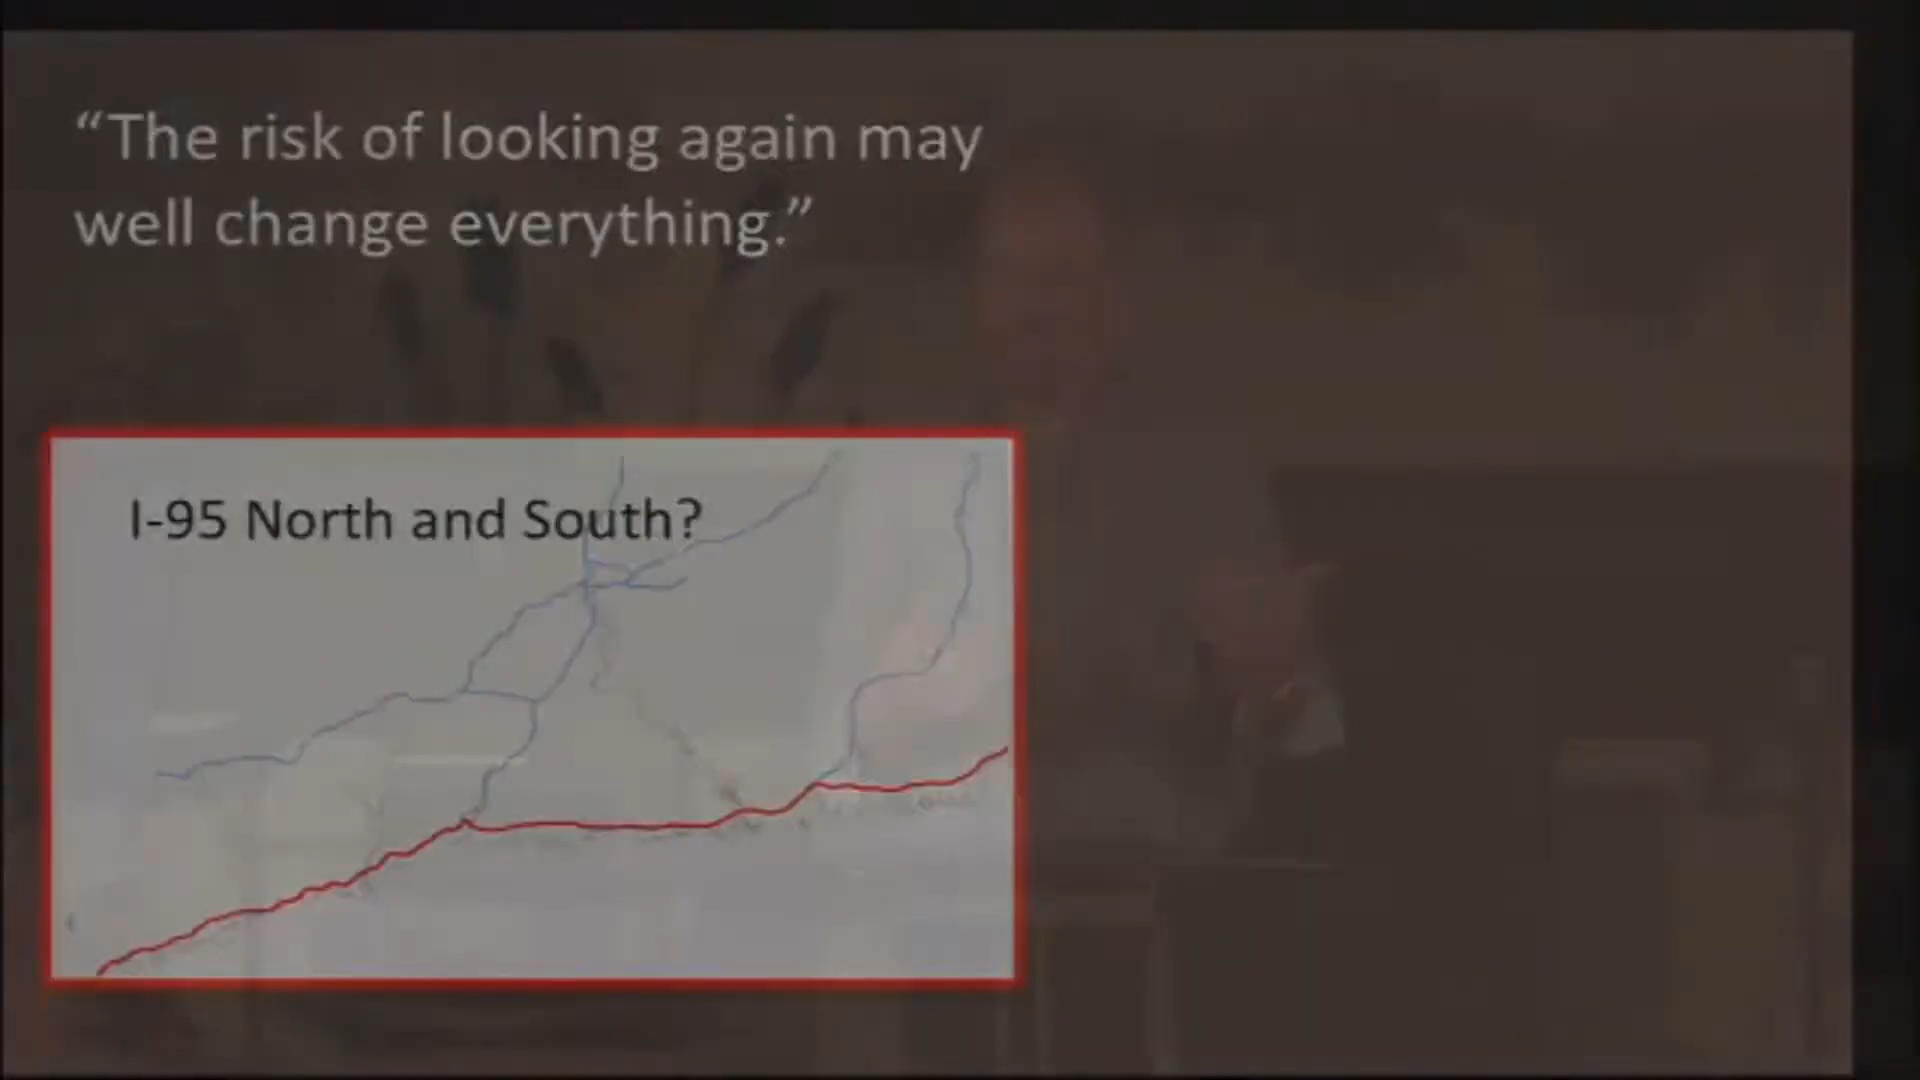 “The risk of looking again may
well change everything.”
I-95 North and South?